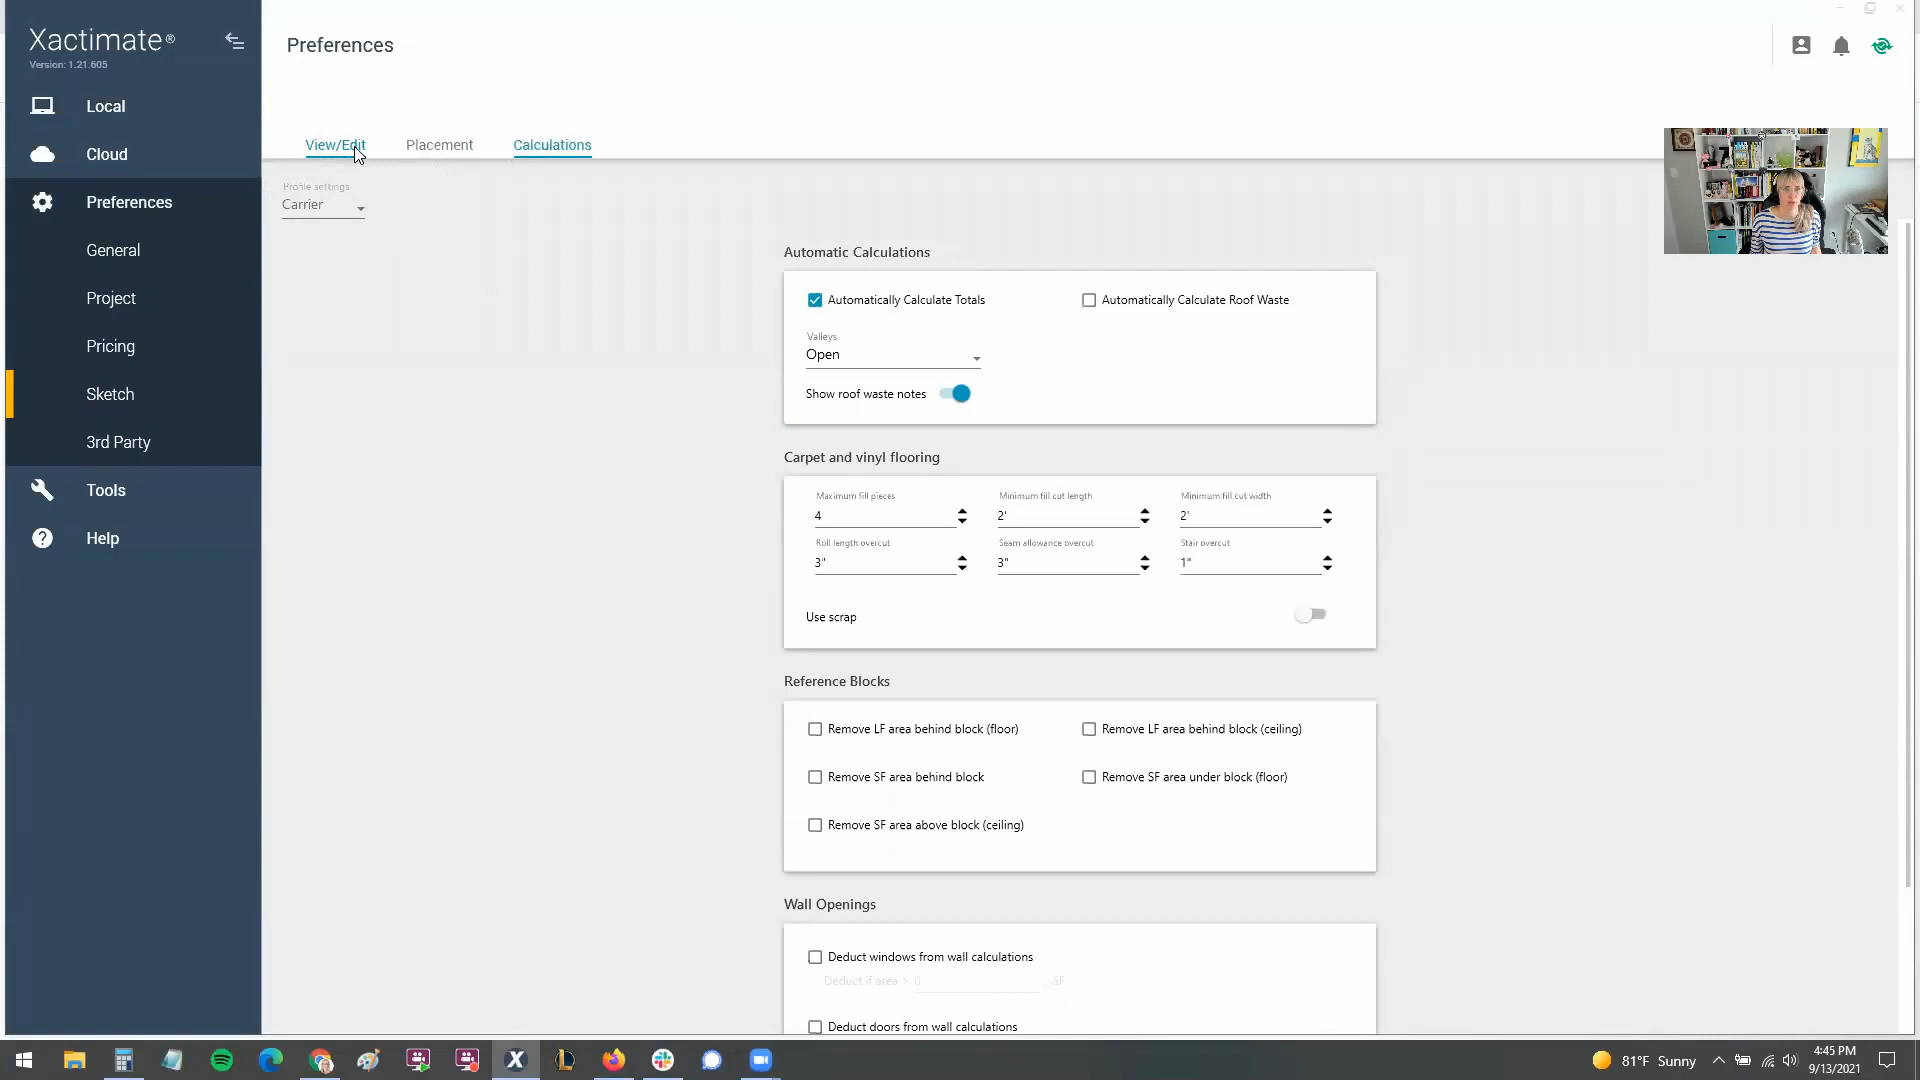 Xactimate®
Version: 1.21.605
Local
Cloud
Preferences
General
Project
Pricing
Sketch
3rd Party
Tools
Help
Preferences
View/Edit
Placement
Calculations
Profile settings
Carrier
Automatic Calculations
Automatically Calculate Totals
Automatically Calculate Roof Waste
Valleys
Open
Show roof waste notes
Carpet and vinyl flooring
Maximum fill pieces
Minimum fill cut length
Minimum fill cut width
4
2'
2'
Roll length overcut
Seam allowance overcut
Stair overcut
3"
3"
1"
Use scrap
Reference Blocks
Remove LF area behind block (floor)
Remove LF area behind block (ceiling)
Remove SF area behind block
Remove SF area under block (floor)
Remove SF area above block (ceiling)
Wall Openings
Deduct windows from wall calculations
Deduct if area > 0 SF
Deduct doors from wall calculations
81°F Sunny
4:45 PM
9/13/2021